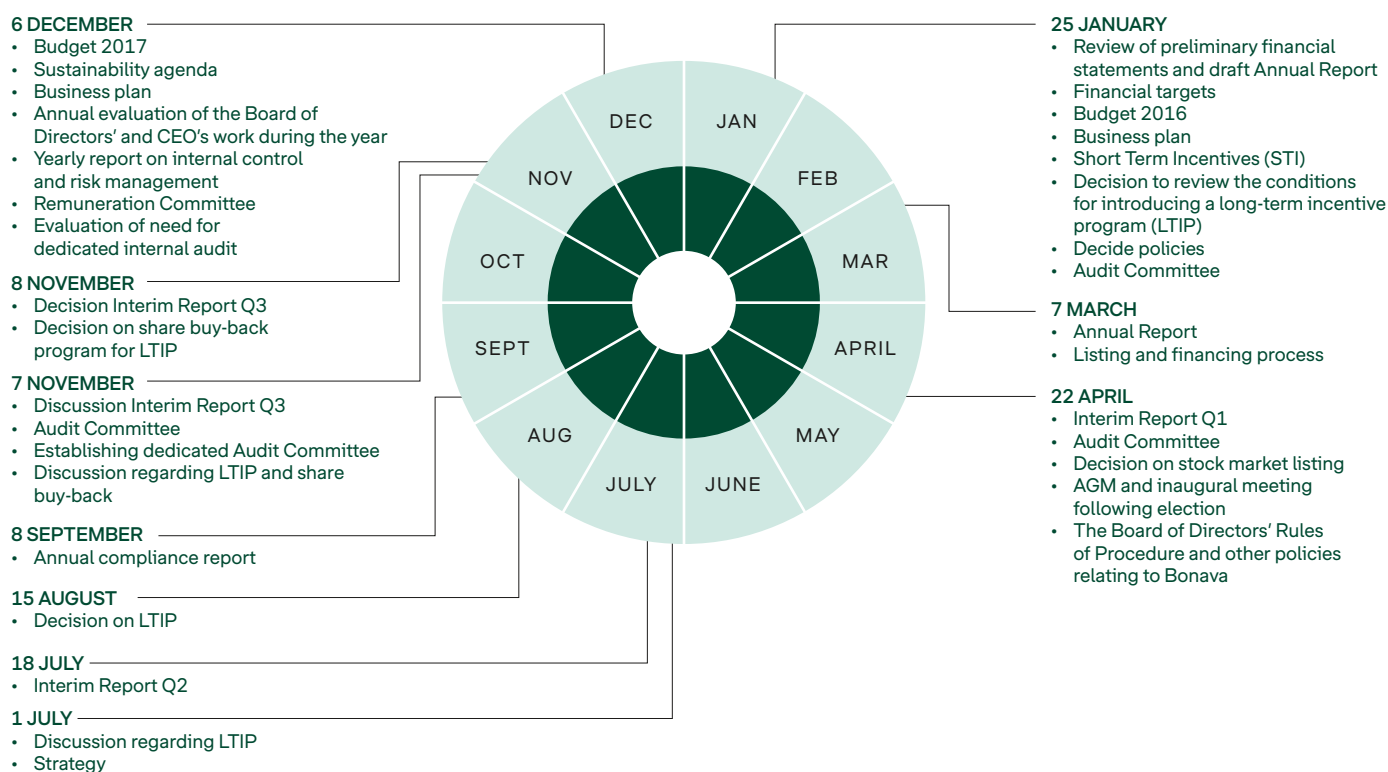 6 DECEMBER
• Budget 2017
• Sustainability agenda
• Business plan
• Annual evaluation of the Board of
Directors' and CEO's work during the year
• Yearly report on internal control
and risk management
• Remuneration Committee
• Evaluation of need for
dedicated internal audit
8 NOVEMBER
• Decision Interim Report Q3
• Decision on share buy-back
program for LTIP
7 NOVEMBER
• Discussion Interim Report Q3
• Audit Committee
• Establishing dedicated Audit Committee
• Discussion regarding LTIP and share
buy-back
8 SEPTEMBER
• Annual compliance report
15 AUGUST
• Decision on LTIP
18 JULY
• Interim Report Q2
1 JULY
• Discussion regarding LTIP
• Strategy
DEC
JAN
NOV
FEB
OCT
MAR
SEPT
APRIL
AUG
MAY
JULY
JUNE
25 JANUARY
• Review of preliminary financial
statements and draft Annual Report
• Financial targets
• Budget 2016
• Business plan
• Short Term Incentives (STI)
• Decision to review the conditions
for introducing a long-term incentive
program (LTIP)
• Decide policies
• Audit Committee
7 MARCH
• Annual Report
• Listing and financing process
22 APRIL
• Interim Report Q1
• Audit Committee
• Decision on stock market listing
• AGM and inaugural meeting
following election
• The Board of Directors' Rules
of Procedure and other policies
relating to Bonava